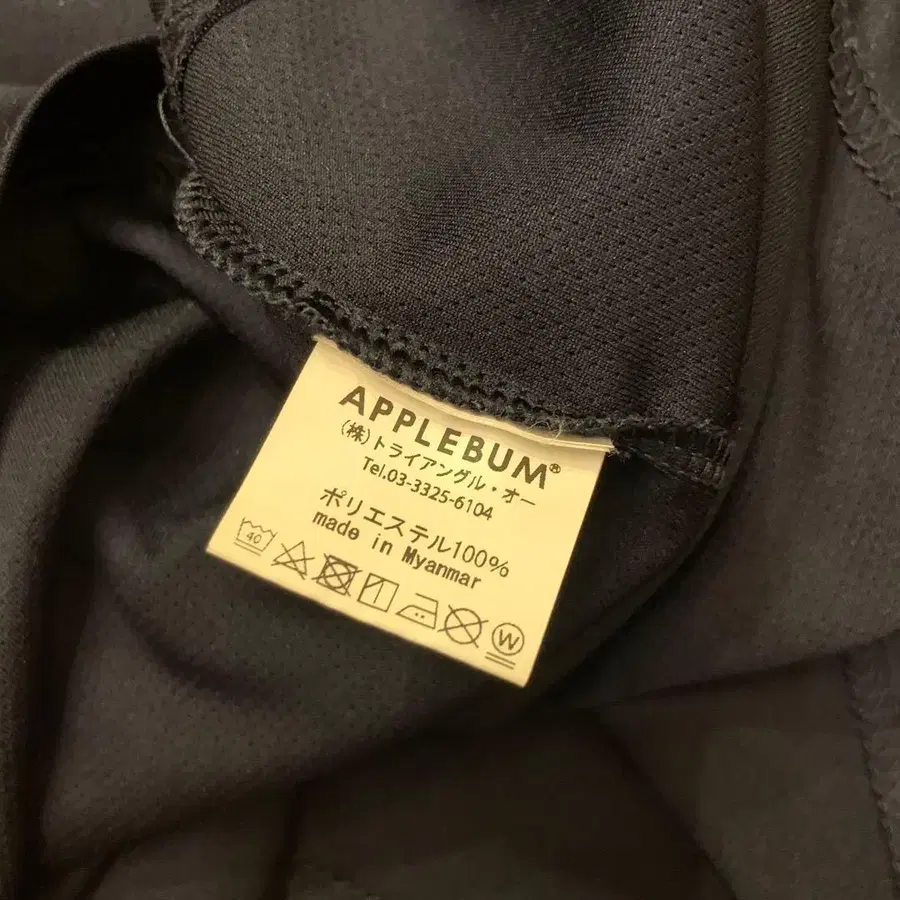 APPLEBUM®
(株)トライアングル・オー
Tel.03-3325-6104
ポリエステル100%
made in Myanmar
40
W